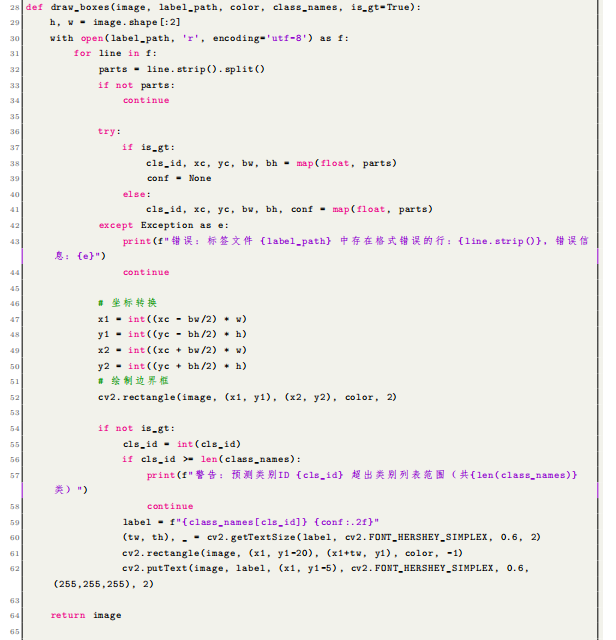 28 def draw_boxes(image, label_path, color, class_names, is_gt=True):
29     h, w = image.shape[:2]
30     with open(label_path, 'r', encoding='utf-8') as f:
31         for line in f:
32             parts = line.strip().split()
33             if not parts:
34                 continue
35
36             try:
37                 if is_gt:
38                     cls_id, xc, yc, bw, bh = map(float, parts)
39                     conf = None
40                 else:
41                     cls_id, xc, yc, bw, bh, conf = map(float, parts)
42             except Exception as e:
43                 print(f"错误: 标签文件 {label_path} 中存在格式错误的行: {line.strip()}, 错误信
息: {e}")
44                 continue
45
46             # 坐标转换
47             x1 = int((xc - bw/2) * w)
48             y1 = int((yc - bh/2) * h)
49             x2 = int((xc + bw/2) * w)
50             y2 = int((yc + bh/2) * h)
51             # 绘制边界框
52             cv2.rectangle(image, (x1, y1), (x2, y2), color, 2)
53
54             if not is_gt:
55                 cls_id = int(cls_id)
56                 if cls_id >= len(class_names):
57                     print(f"警告: 预测类别ID {cls_id} 超出类别列表范围（共{len(class_names)}
类）")
58                     continue
59                 label = f"{class_names[cls_id]} {conf:.2f}"
60                 (tw, th), _ = cv2.getTextSize(label, cv2.FONT_HERSHEY_SIMPLEX, 0.6, 2)
61                 cv2.rectangle(image, (x1, y1-20), (x1+tw, y1), color, -1)
62                 cv2.putText(image, label, (x1, y1-5), cv2.FONT_HERSHEY_SIMPLEX, 0.6,
(255,255,255), 2)
63
64     return image
65